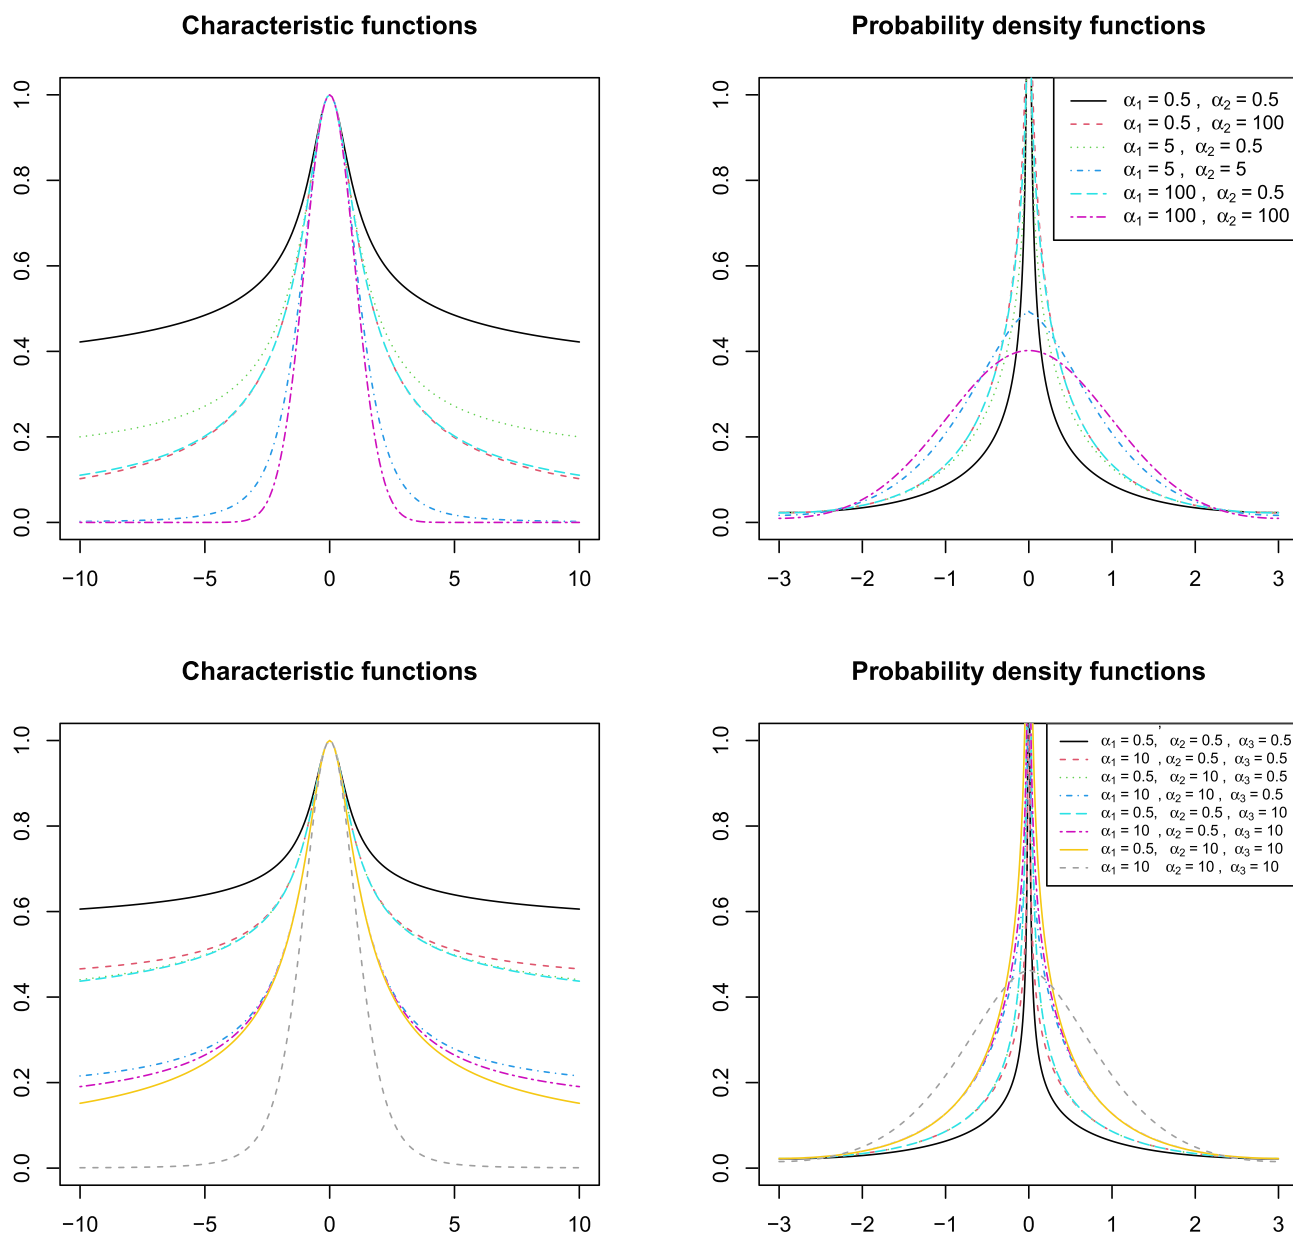 Characteristic functions
Probability density functions
1.0
0.8
0.6
0.4
0.2
0.0
−10 −5 0 5 10
1.0
0.8
0.6
0.4
0.2
0.0
−3 −2 −1 0 1 2 3
α₁ = 0.5 , α₂ = 0.5
α₁ = 0.5 , α₂ = 100
α₁ = 5 , α₂ = 0.5
α₁ = 5 , α₂ = 5
α₁ = 100 , α₂ = 0.5
α₁ = 100 , α₂ = 100
Characteristic functions
Probability density functions
1.0
0.8
0.6
0.4
0.2
0.0
−10 −5 0 5 10
1.0
0.8
0.6
0.4
0.2
0.0
−3 −2 −1 0 1 2 3
,
α₁ = 0.5, α₂ = 0.5 , α₃ = 0.5
α₁ = 10 , α₂ = 0.5 , α₃ = 0.5
α₁ = 0.5, α₂ = 10 , α₃ = 0.5
α₁ = 10 , α₂ = 10 , α₃ = 0.5
α₁ = 0.5, α₂ = 0.5 , α₃ = 10
α₁ = 10 , α₂ = 0.5 , α₃ = 10
α₁ = 0.5, α₂ = 10 , α₃ = 10
α₁ = 10 α₂ = 10 , α₃ = 10